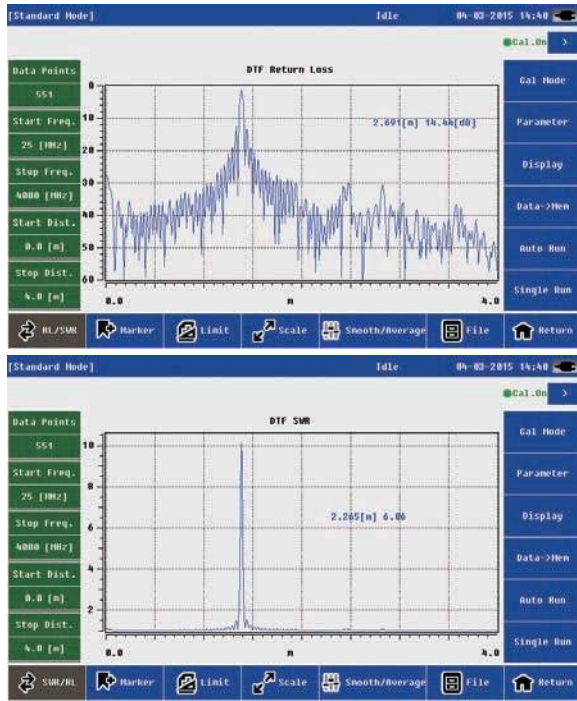 [Standard Mode] Idle 04-03-2015 14:40
Cal.On >
Data Points
551
Start Freq.
25 [MHz]
Stop Freq.
4000 [MHz]
Start Dist.
0.0 [m]
Stop Dist.
4.0 [m]
DTF Return Loss
0
10
20
30
40
50
60
2.691[m] 14.44[dB]
0.0 m 4.0
Cal Mode
Parameter
Display
Data->Mem
Auto Run
Single Run
RL/SWR Marker Limit Scale Smooth/Average File Return
[Standard Mode] Idle 04-03-2015 14:40
Cal.On >
Data Points
551
Start Freq.
25 [MHz]
Stop Freq.
4000 [MHz]
Start Dist.
0.0 [m]
Stop Dist.
4.0 [m]
DTF SWR
10
8
6
4
2
2.265[m] 6.06
0.0 m 4.0
Cal Mode
Parameter
Display
Data->Mem
Auto Run
Single Run
SWR/RL Marker Limit Scale Smooth/Average File Return